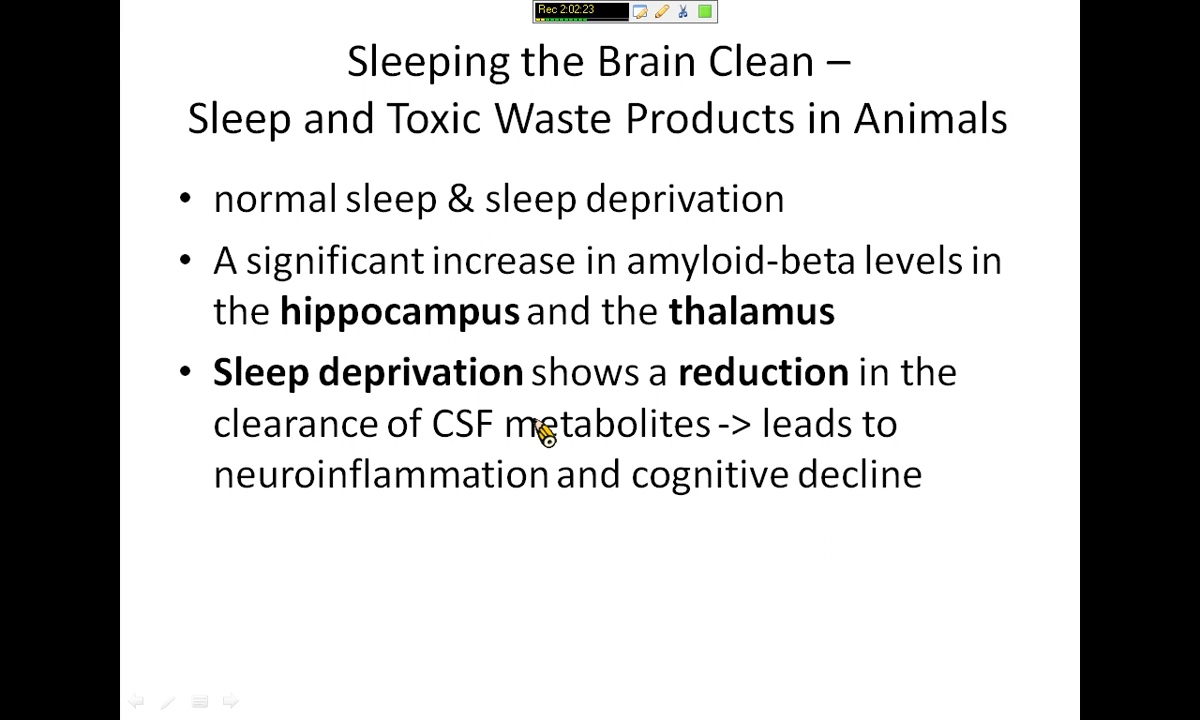 Rec 2:02:23
Sleeping the Brain Clean –
Sleep and Toxic Waste Products in Animals
• normal sleep & sleep deprivation
• A significant increase in amyloid-beta levels in
the hippocampus and the thalamus
• Sleep deprivation shows a reduction in the
clearance of CSF metabolites -> leads to
neuroinflammation and cognitive decline